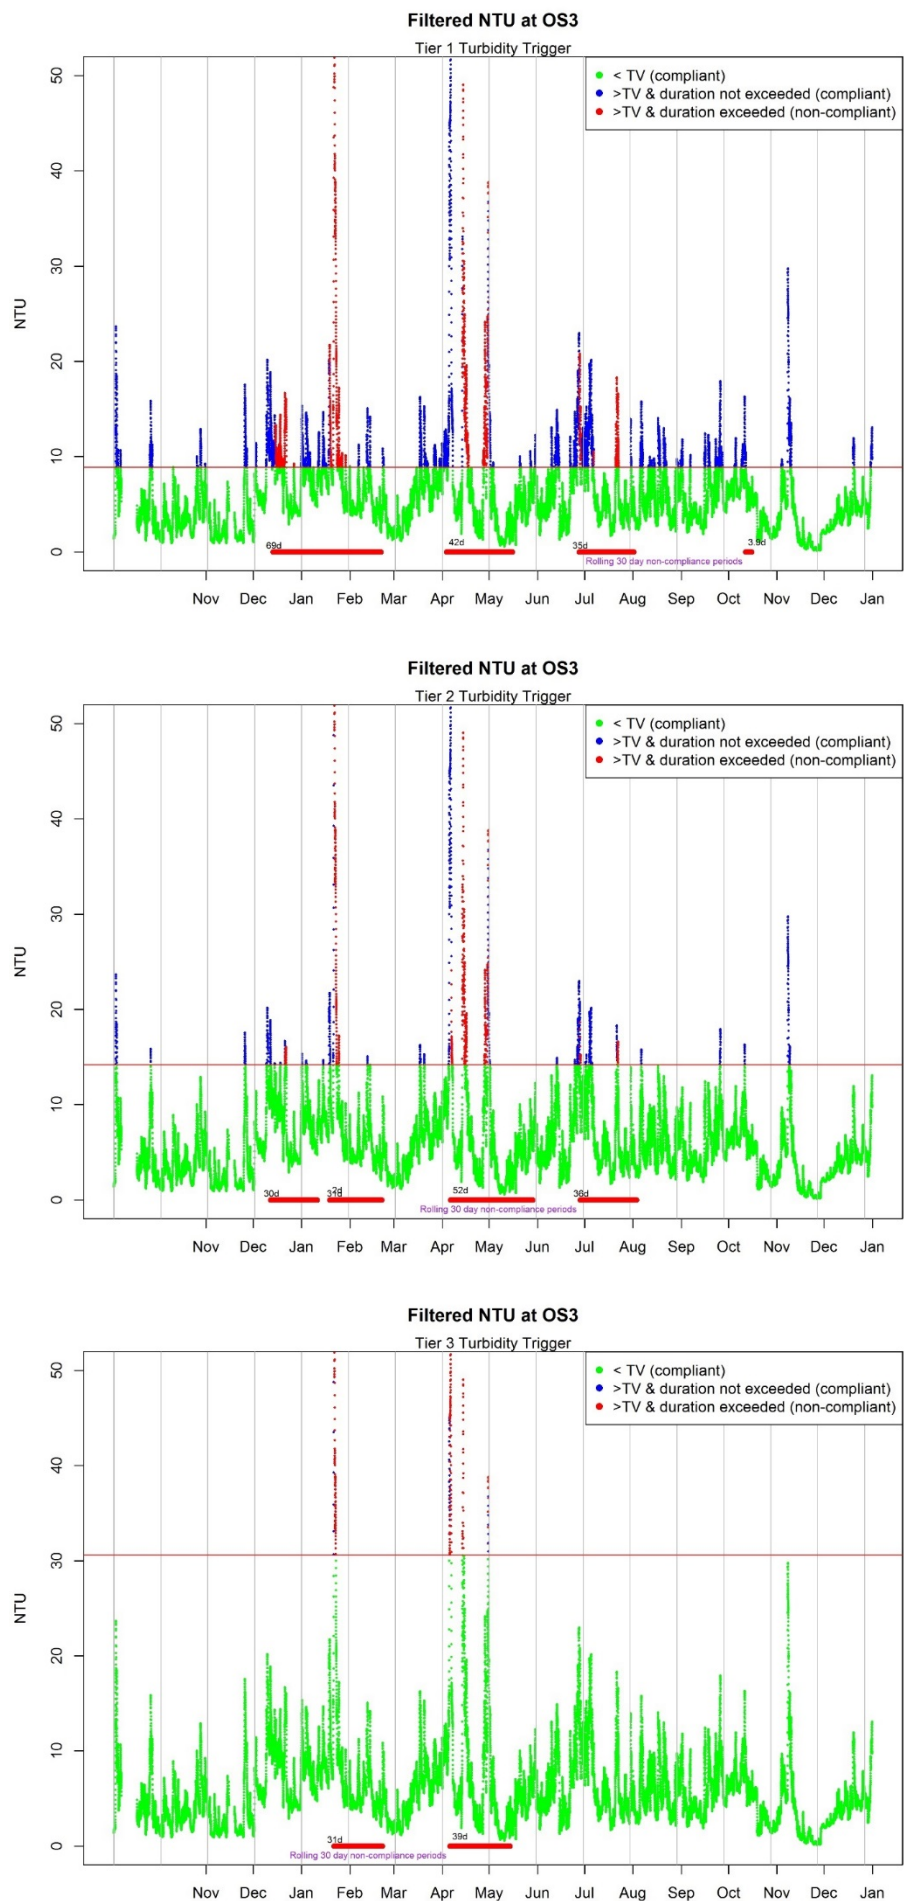 Filtered NTU at OS3
Tier 1 Turbidity Trigger
50
< TV (compliant)
>TV & duration not exceeded (compliant)
>TV & duration exceeded (non-compliant)
40
30
NTU
20
10
69d
42d
35d
3.9d
0
Rolling 30 day non-compliance periods
Nov Dec Jan Feb Mar Apr May Jun Jul Aug Sep Oct Nov Dec Jan
Filtered NTU at OS3
Tier 2 Turbidity Trigger
50
< TV (compliant)
>TV & duration not exceeded (compliant)
>TV & duration exceeded (non-compliant)
40
30
NTU
20
10
30d
2d
31d
52d
36d
0
Rolling 30 day non-compliance periods
Nov Dec Jan Feb Mar Apr May Jun Jul Aug Sep Oct Nov Dec Jan
Filtered NTU at OS3
Tier 3 Turbidity Trigger
50
< TV (compliant)
>TV & duration not exceeded (compliant)
>TV & duration exceeded (non-compliant)
40
30
NTU
20
10
31d
39d
0
Rolling 30 day non-compliance periods
Nov Dec Jan Feb Mar Apr May Jun Jul Aug Sep Oct Nov Dec Jan